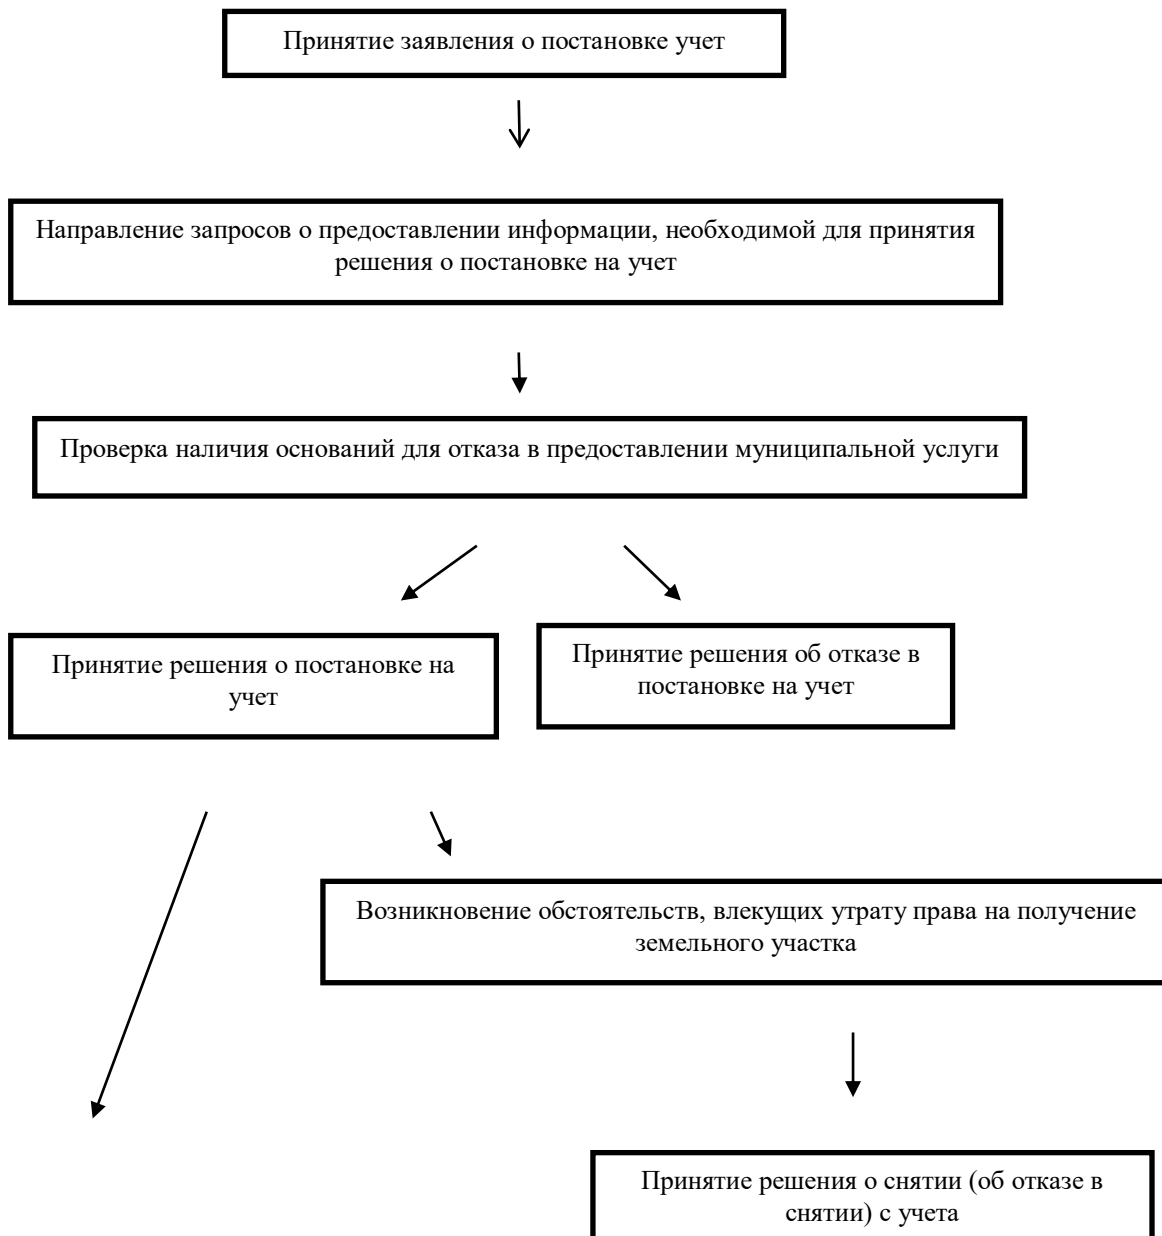 Принятие заявления о постановке учет
Направление запросов о предоставлении информации, необходимой для принятия
решения о постановке на учет
Проверка наличия оснований для отказа в предоставлении муниципальной услуги
Принятие решения о постановке на
учет
Принятие решения об отказе в
постановке на учет
Возникновение обстоятельств, влекущих утрату права на получение
земельного участка
Принятие решения о снятии (об отказе в
снятии) с учета